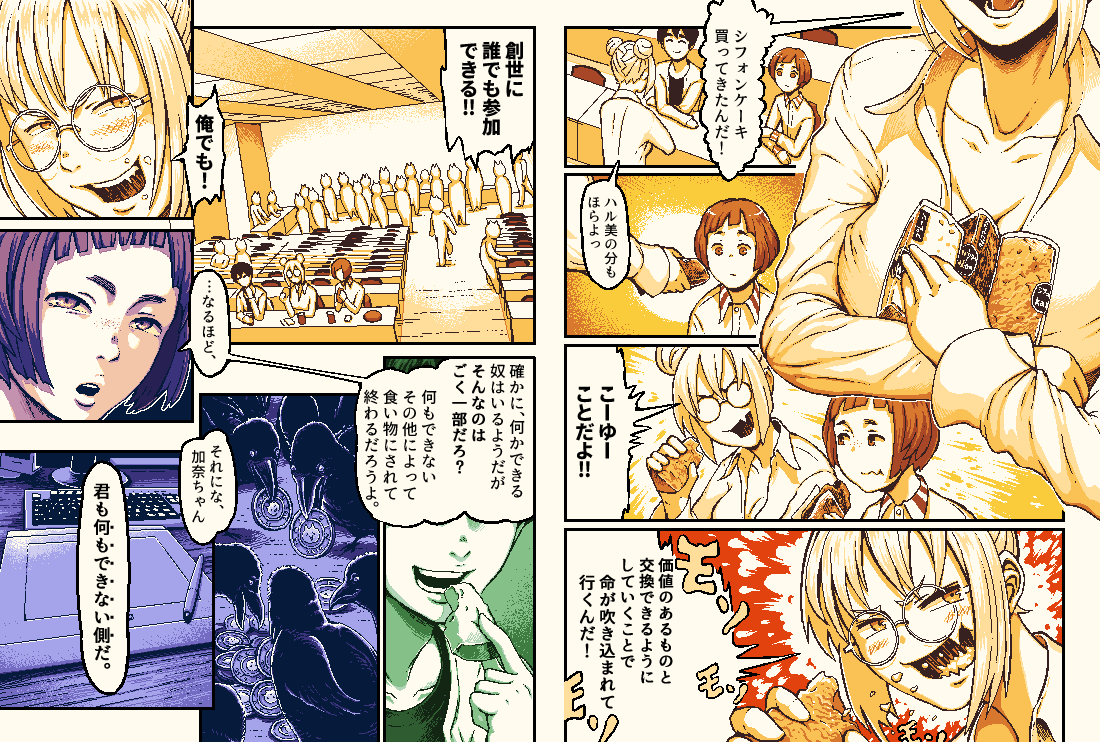 シフォンケーキ
買ってきたんだ！
ハル美の分も
ほらよっ
こーゆー
ことだよ!!
価値のあるものと
交換できるように
していくことで
命が吹き込まれて
行くんだ！
モッ
モッ
モッ
創世に
誰でも参加
できる!!
俺でも！
…なるほど、
確かに、何かできる
奴はいるようだが
そんなのは
ごく一部だろ？
何もできない
その他によって
食い物にされて
終わるだろうよ。
それにな、
加奈ちゃん
君も何もできない側だ。